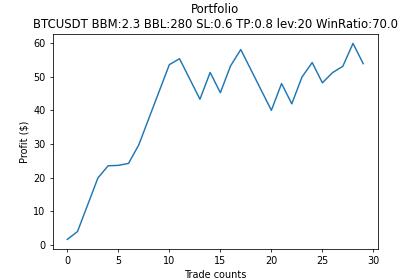 Portfolio
BTCUSDT BBM:2.3 BBL:280 SL:0.6 TP:0.8 lev:20 WinRatio:70.0
60
50
40
30
20
10
0
Profit ($)
0 5 10 15 20 25 30
Trade counts